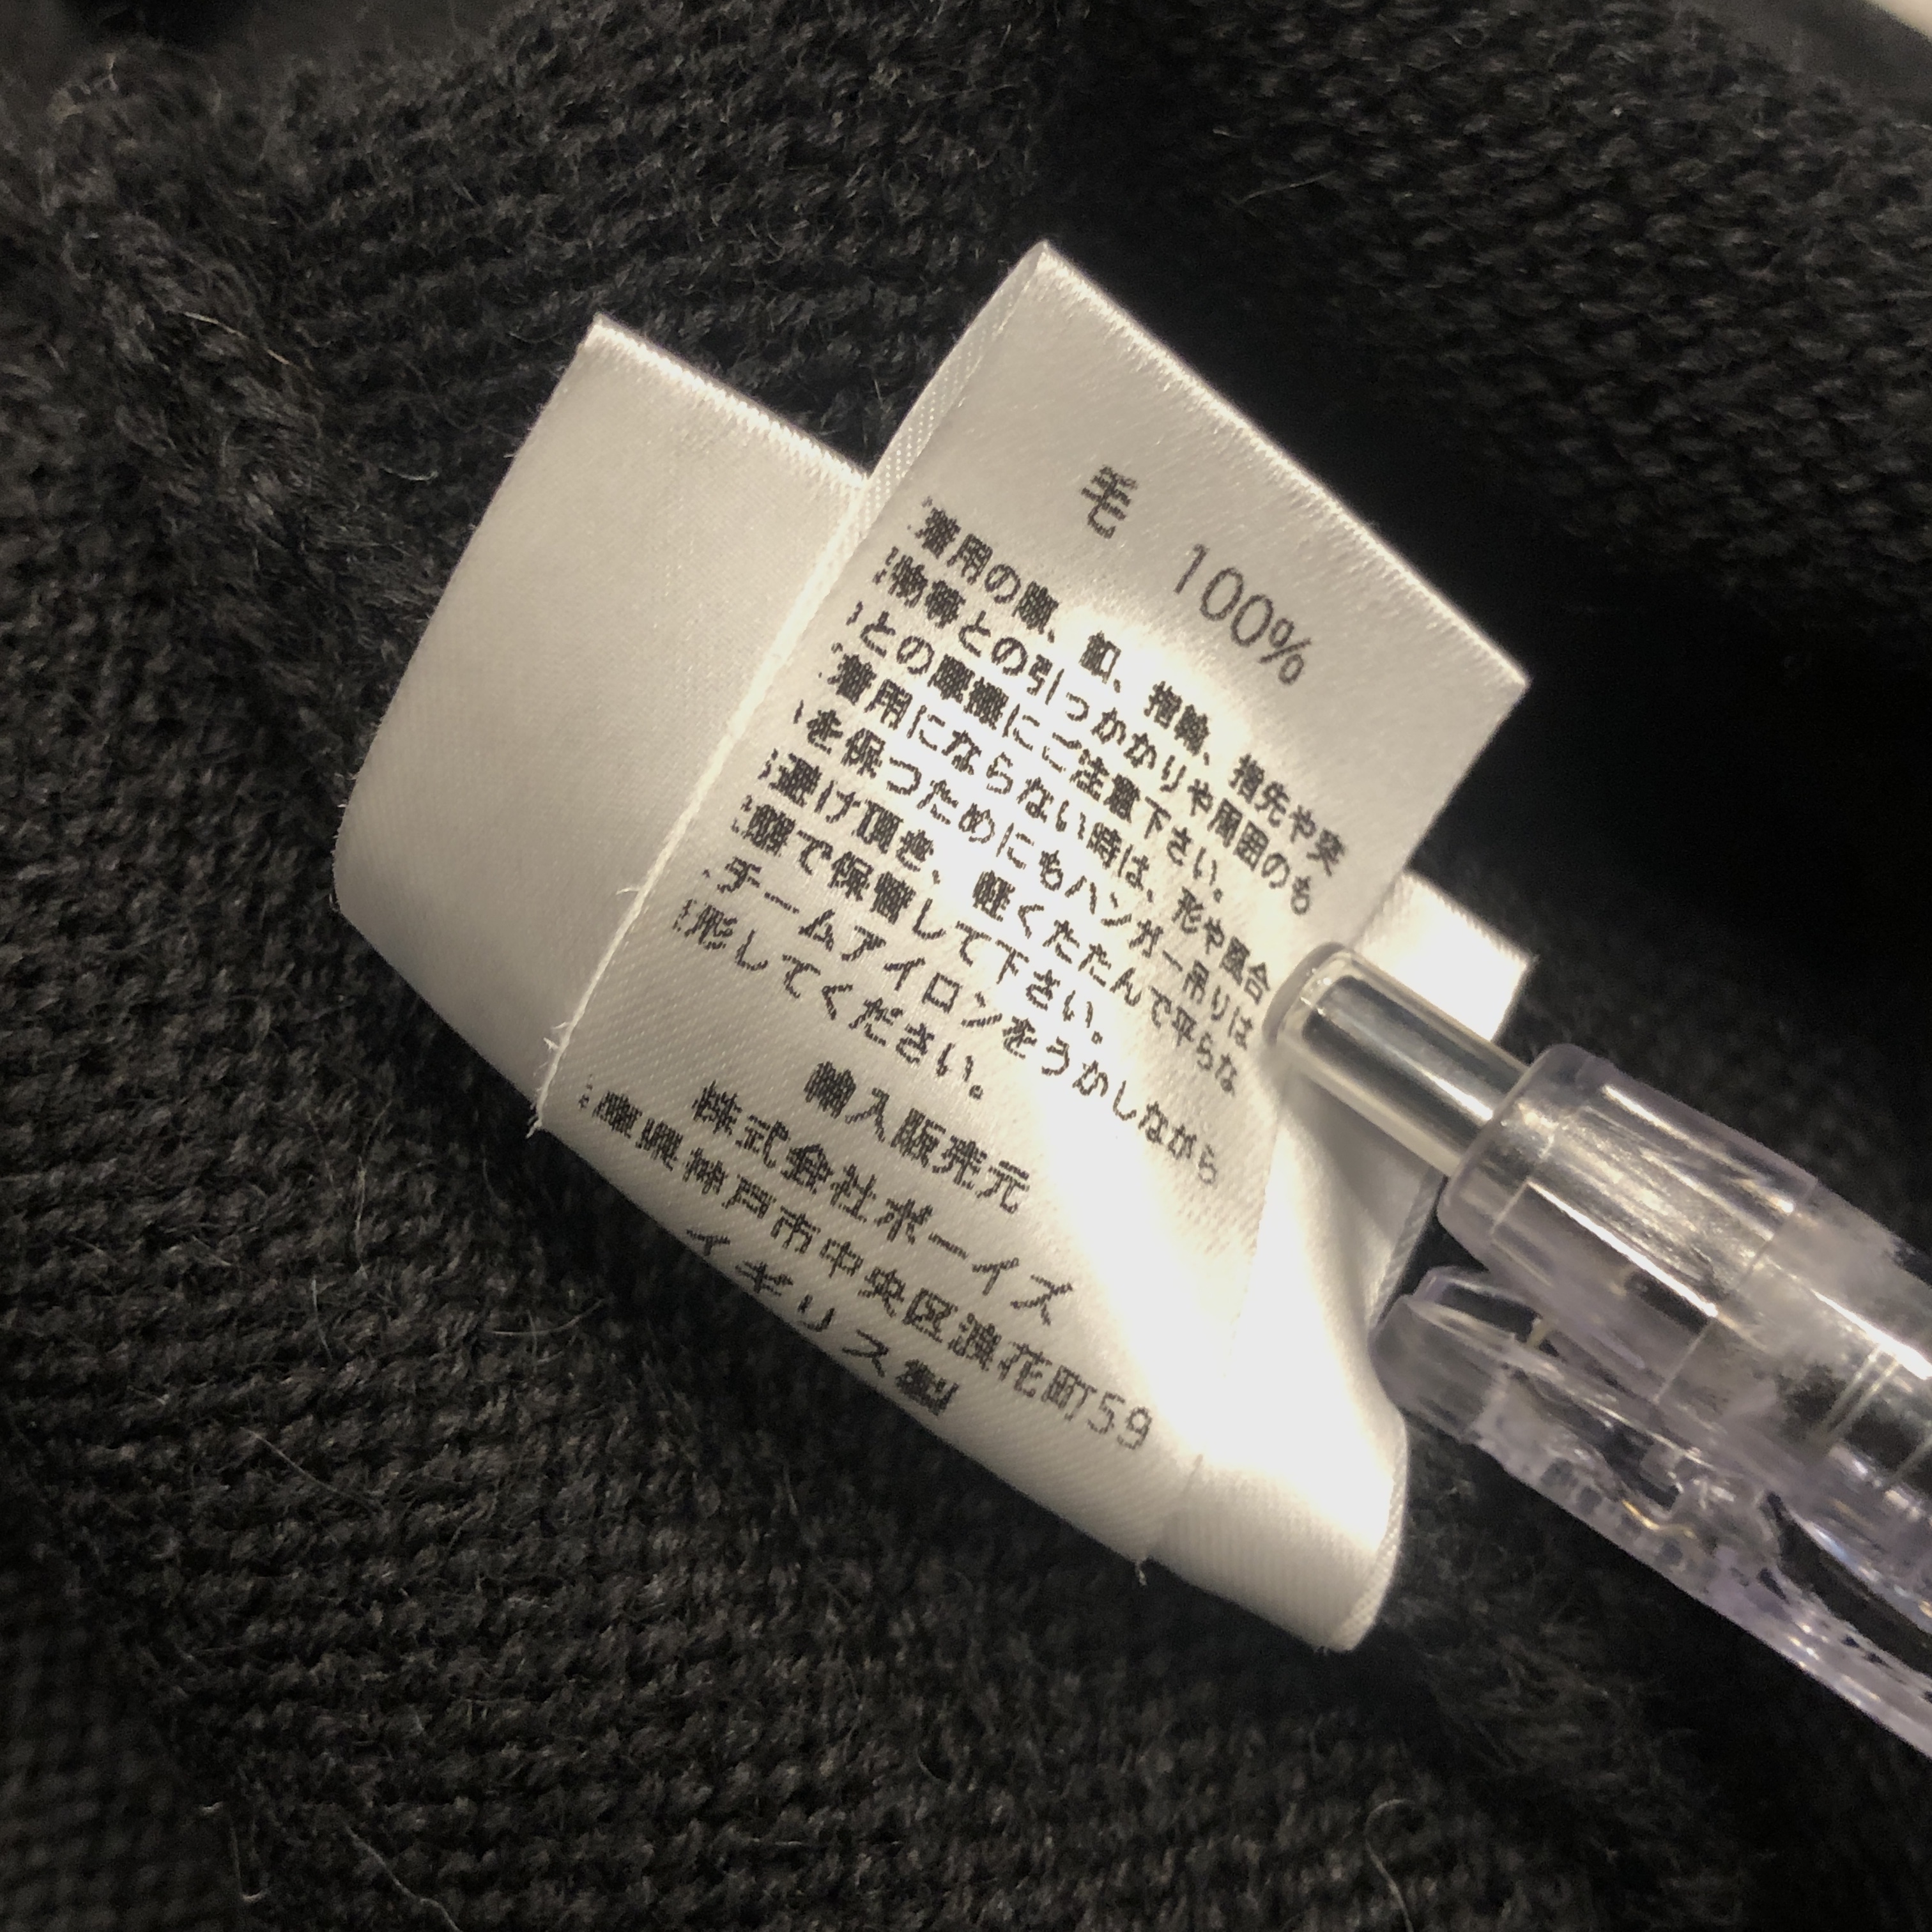 毛 100%
着用の際、釦、指輪、指先や突
物等との引っかかりや周囲のも
との摩擦にご注意下さい。
着用にならない時は、形や風合
を保つためにもハンガー吊りは
避け頂き、軽くたたんで平らな
態で保管して下さい。
チームアイロンをうかしながら
形してください。
輸入販売元
株式会社ボーイズ
庫県神戸市中央区浪花町59
イギリス製